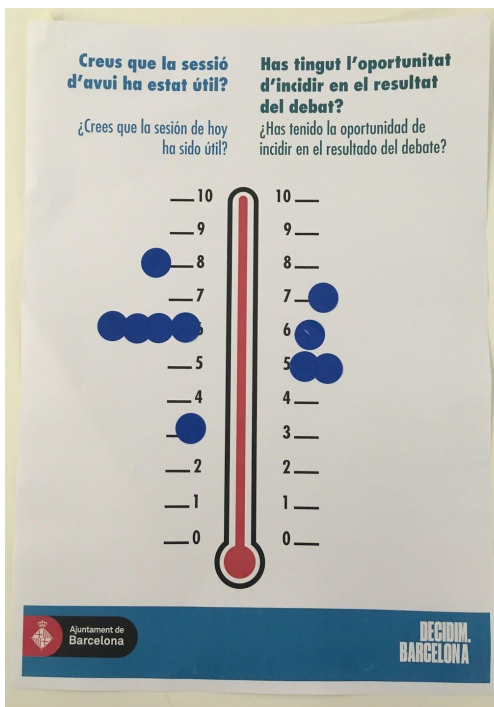 Creus que la sessió
d'avui ha estat útil?
¿Crees que la sesión de hoy
ha sido útil?
Has tingut l'oportunitat
d'incidir en el resultat
del debat?
¿Has tenido la oportunidad de
incidir en el resultado del debate?
10 10
9 9
8 8
7 7
6
5 5
4 4
3
2 2
1 1
0 0
Ajuntament de
Barcelona
DECIDIM.
BARCELONA